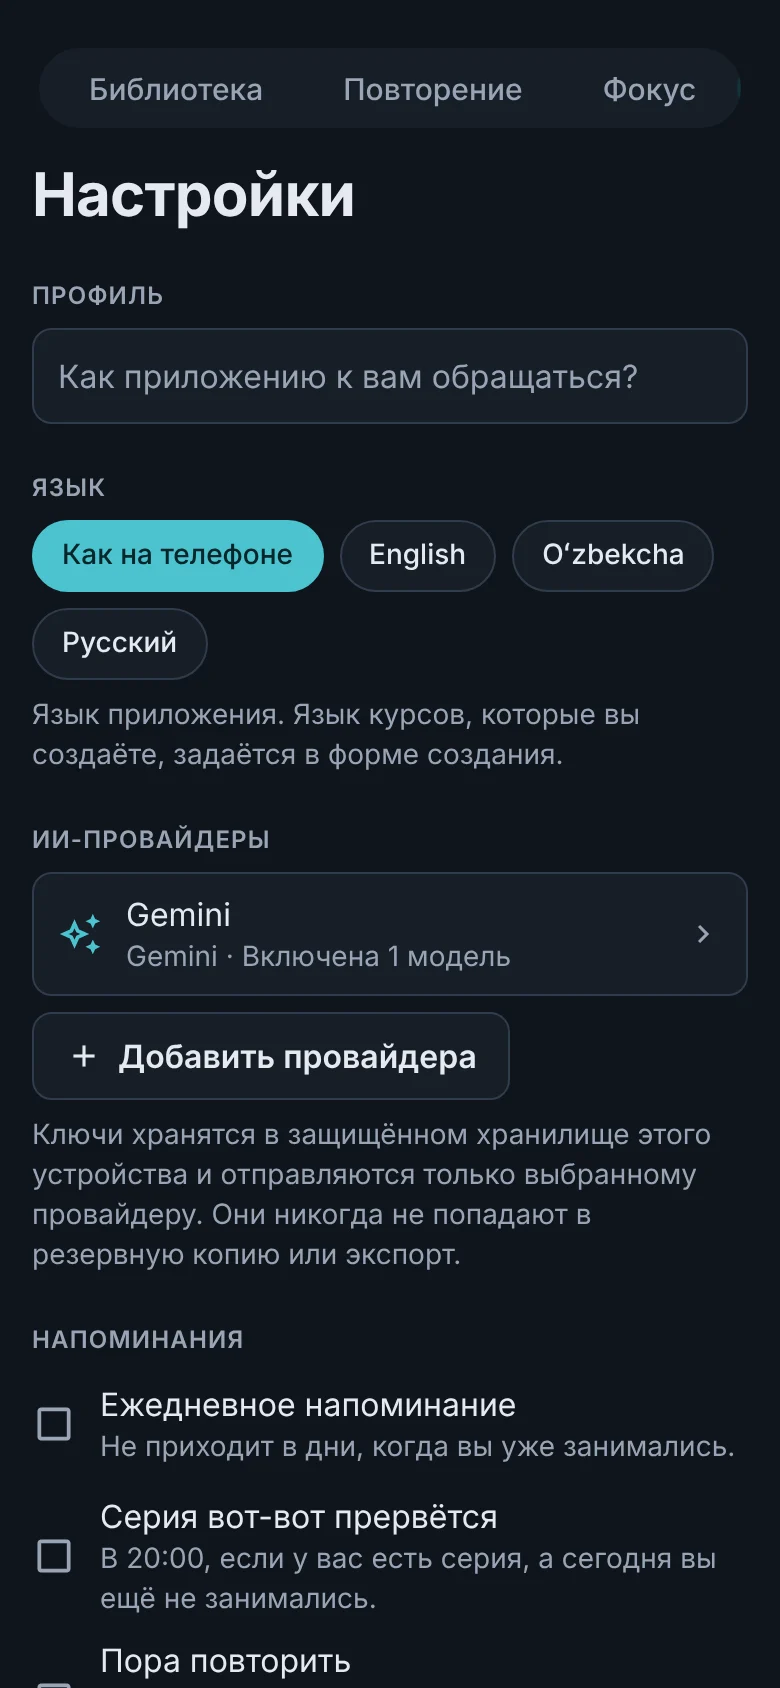 Библиотека Повторение Фокус
Настройки
ПРОФИЛЬ
Как приложению к вам обращаться?
ЯЗЫК
Как на телефоне English Oʻzbekcha
Русский
Язык приложения. Язык курсов, которые вы
создаёте, задаётся в форме создания.
ИИ-ПРОВАЙДЕРЫ
Gemini
Gemini · Включена 1 модель
+ Добавить провайдера
Ключи хранятся в защищённом хранилище этого
устройства и отправляются только выбранному
провайдеру. Они никогда не попадают в
резервную копию или экспорт.
НАПОМИНАНИЯ
Ежедневное напоминание
Не приходит в дни, когда вы уже занимались.
Серия вот-вот прервётся
В 20:00, если у вас есть серия, а сегодня вы
ещё не занимались.
Пора повторить